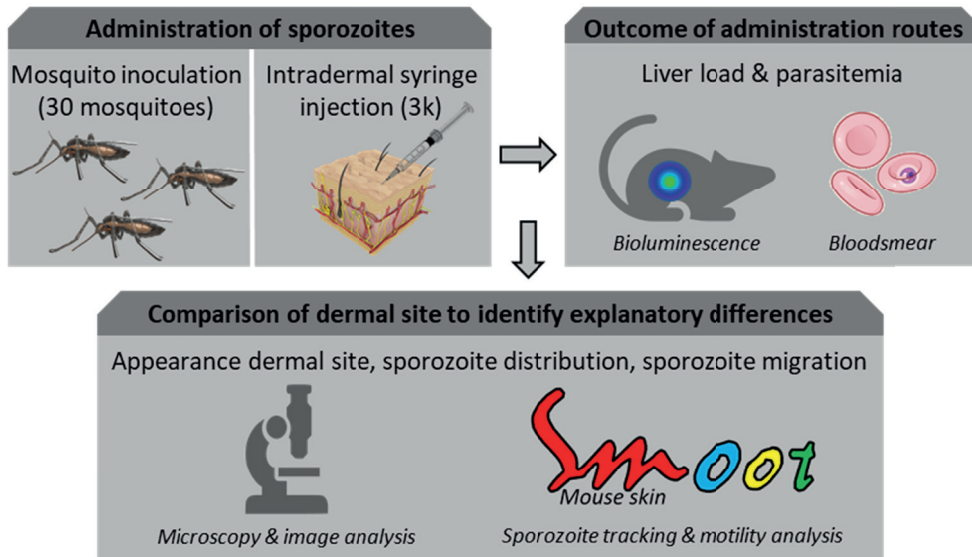 Administration of sporozoites
Mosquito inoculation
(30 mosquitoes)
Intradermal syringe
injection (3k)
Outcome of administration routes
Liver load & parasitemia
Bioluminescence
Bloodsmear
Comparison of dermal site to identify explanatory differences
Appearance dermal site, sporozoite distribution, sporozoite migration
Smoot
Mouse skin
Microscopy & image analysis
Sporozoite tracking & motility analysis